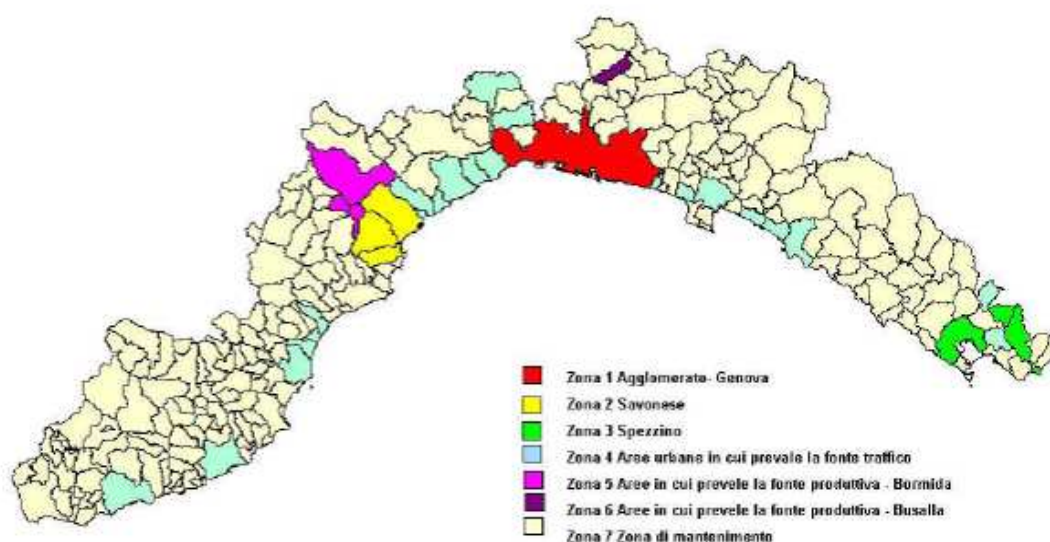 Zona 1 Agglomerato- Genova
Zona 2 Savonese
Zona 3 Spezzino
Zona 4 Aree urbane in cui prevale la fonte traffico
Zona 5 Aree in cui prevele la fonte produttiva - Bormida
Zona 6 Aree in cui prevele la fonte produttiva - Busalla
Zona 7 Zona di mantenimento